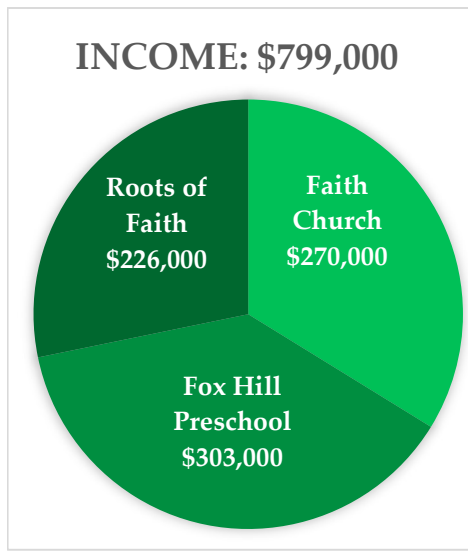 INCOME: $799,000
Roots of
Faith
$226,000
Faith
Church
$270,000
Fox Hill
Preschool
$303,000